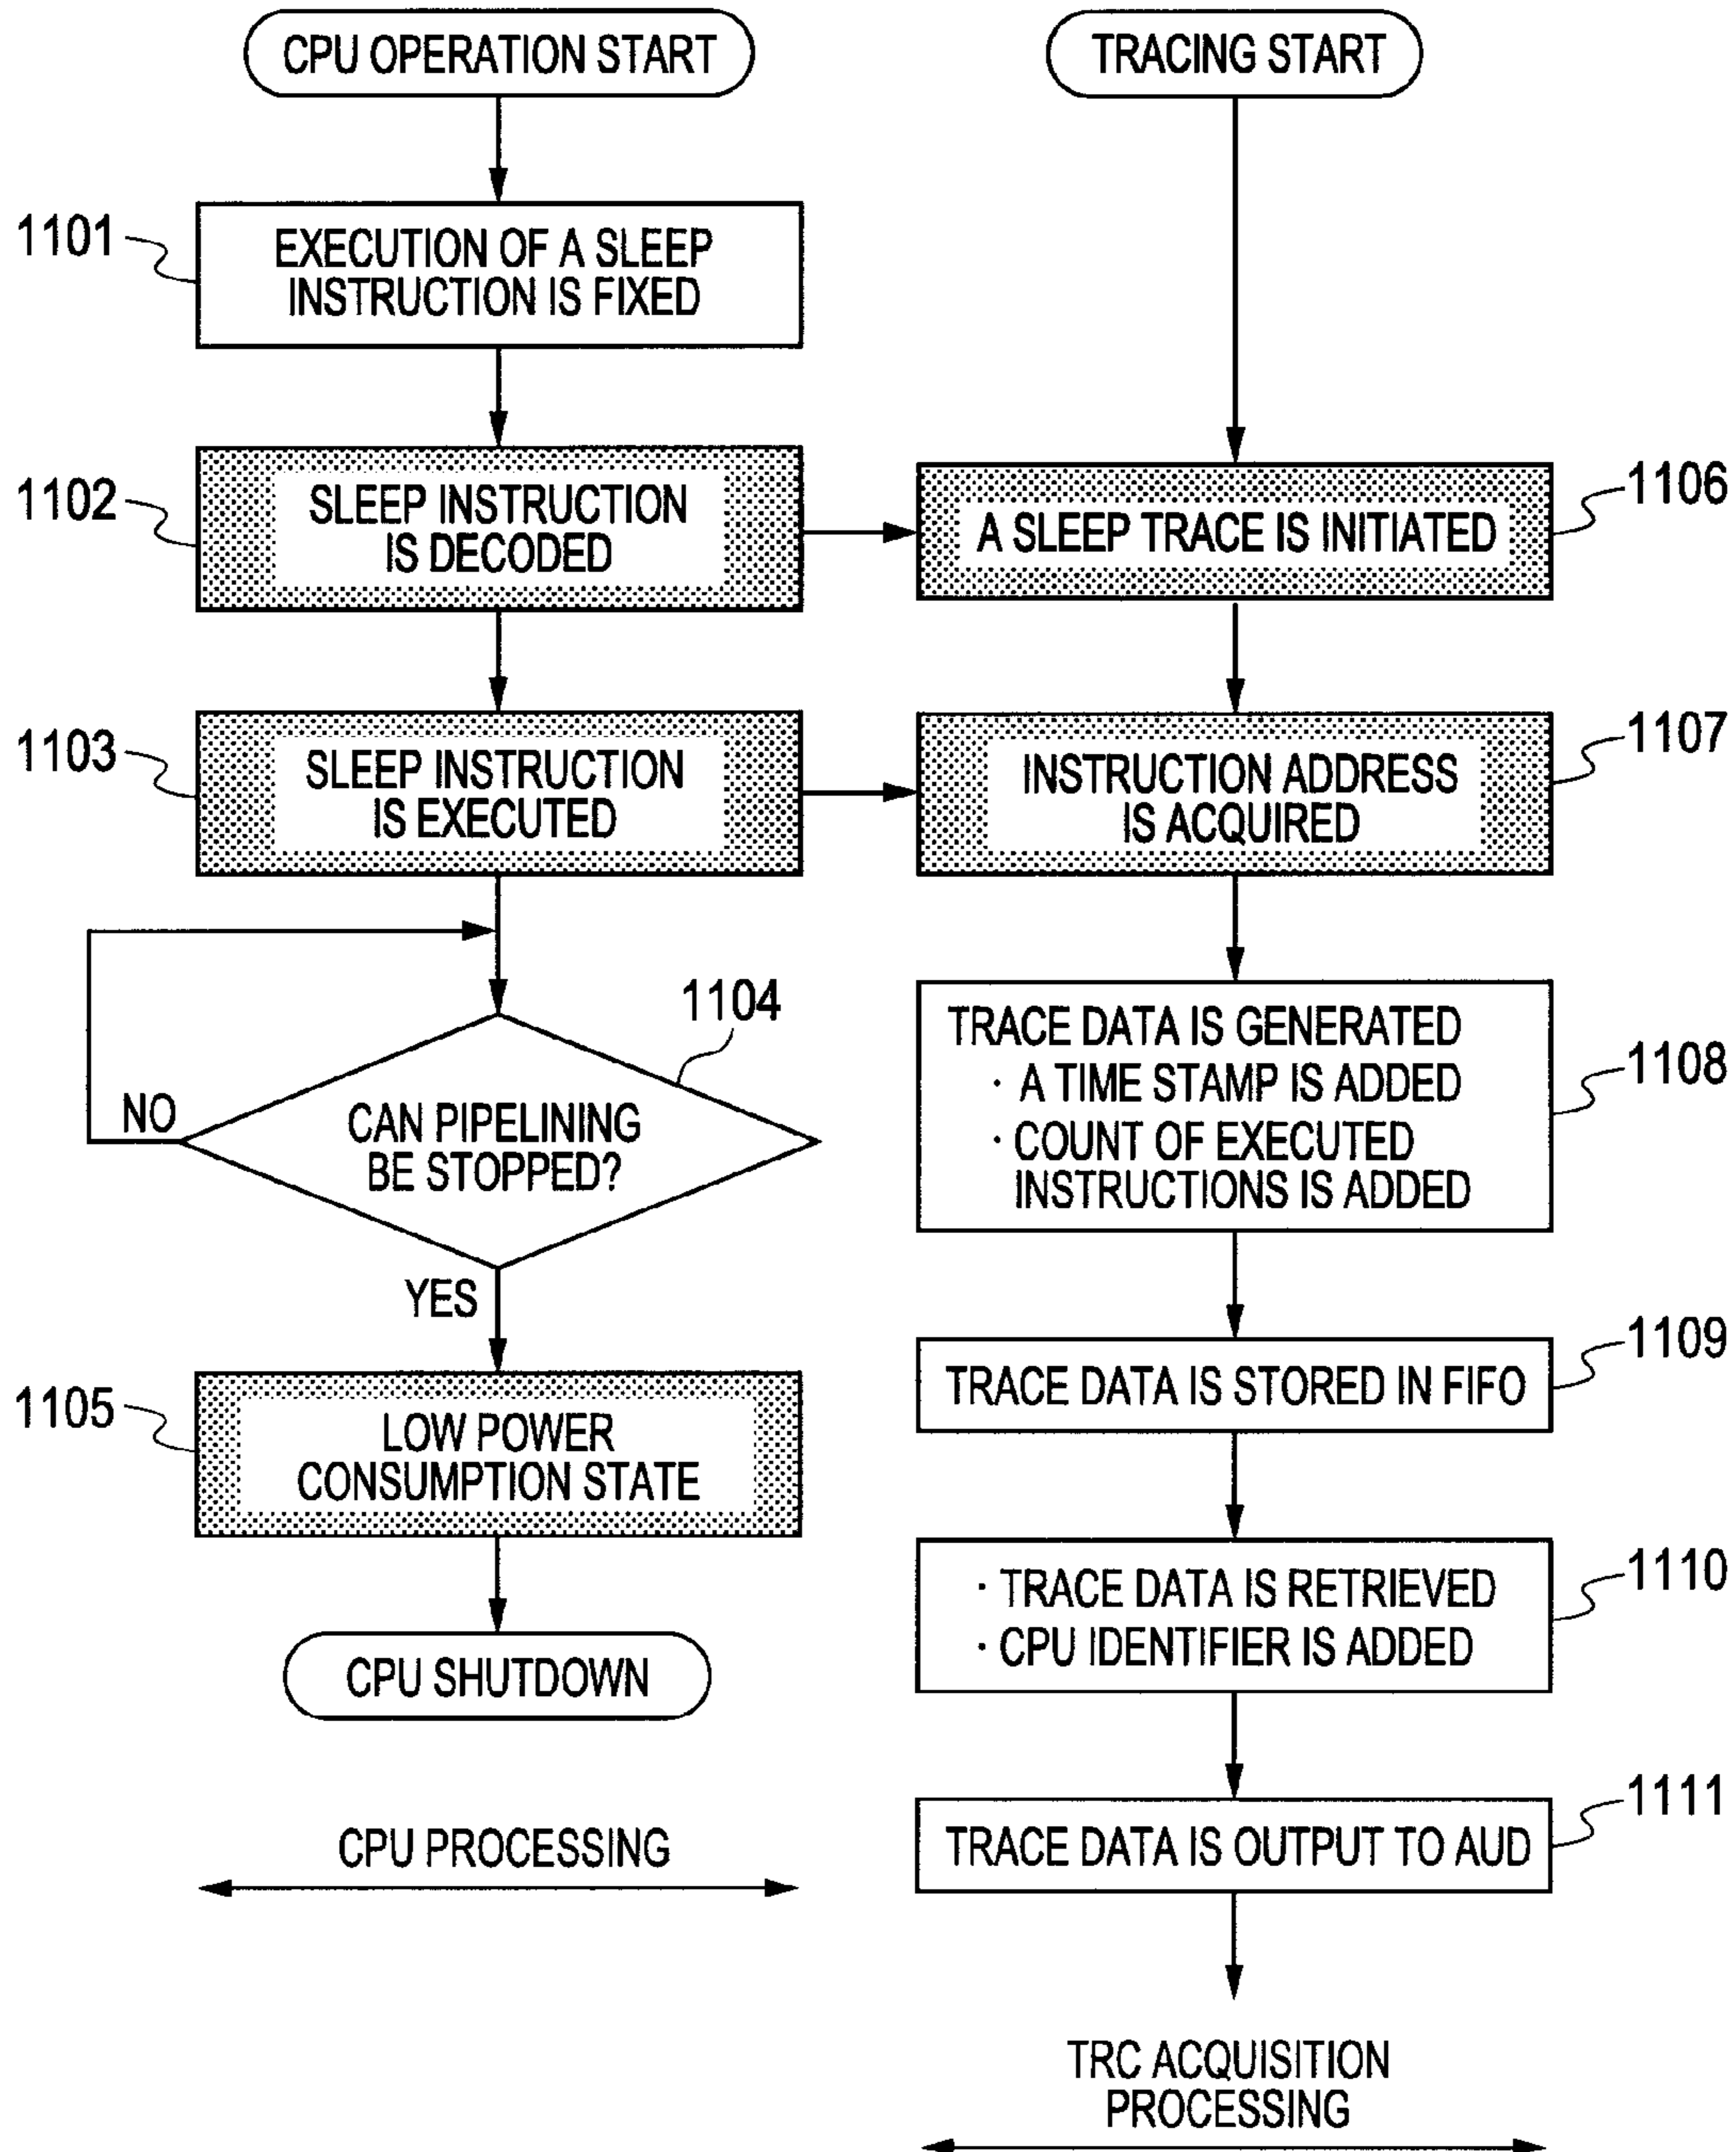 CPU OPERATION START
1101
EXECUTION OF A SLEEP
INSTRUCTION IS FIXED
1102
SLEEP INSTRUCTION
IS DECODED
1103
SLEEP INSTRUCTION
IS EXECUTED
1104
CAN PIPELINING
BE STOPPED?
NO
YES
1105
LOW POWER
CONSUMPTION STATE
CPU SHUTDOWN
CPU PROCESSING
TRACING START
1106
A SLEEP TRACE IS INITIATED
1107
INSTRUCTION ADDRESS
IS ACQUIRED
1108
TRACE DATA IS GENERATED
· A TIME STAMP IS ADDED
· COUNT OF EXECUTED
INSTRUCTIONS IS ADDED
1109
TRACE DATA IS STORED IN FIFO
1110
· TRACE DATA IS RETRIEVED
· CPU IDENTIFIER IS ADDED
1111
TRACE DATA IS OUTPUT TO AUD
TRC ACQUISITION
PROCESSING